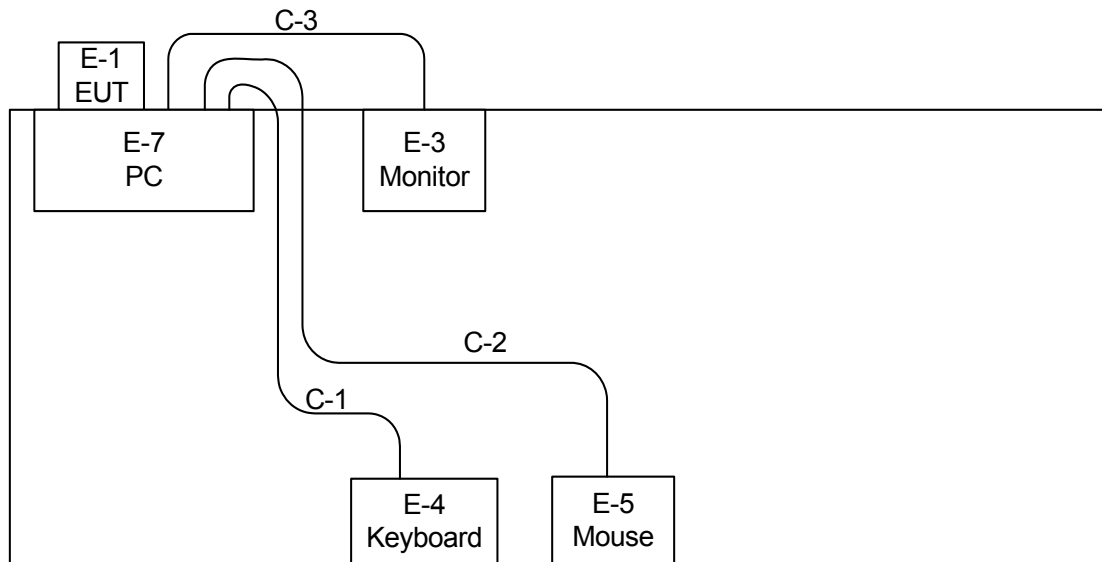 C-3
E-1
EUT
E-7
PC
E-3
Monitor
C-2
C-1
E-4
Keyboard
E-5
Mouse